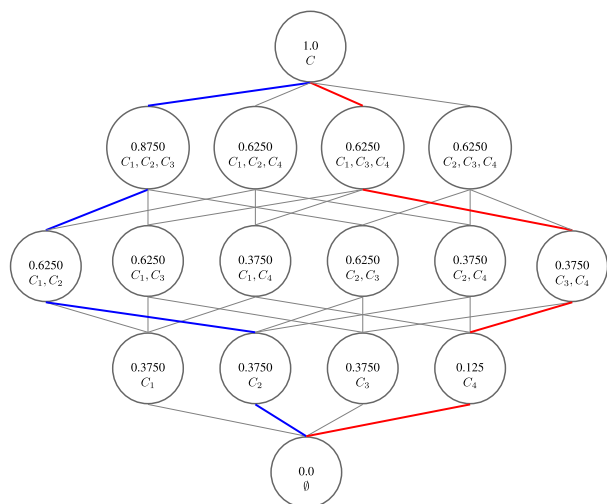 1.0
C
0.8750
C₁, C₂, C₃
0.6250
C₁, C₂, C₄
0.6250
C₁, C₃, C₄
0.6250
C₂, C₃, C₄
0.6250
C₁, C₂
0.6250
C₁, C₃
0.3750
C₁, C₄
0.6250
C₂, C₃
0.3750
C₂, C₄
0.3750
C₃, C₄
0.3750
C₁
0.3750
C₂
0.3750
C₃
0.125
C₄
0.0
∅